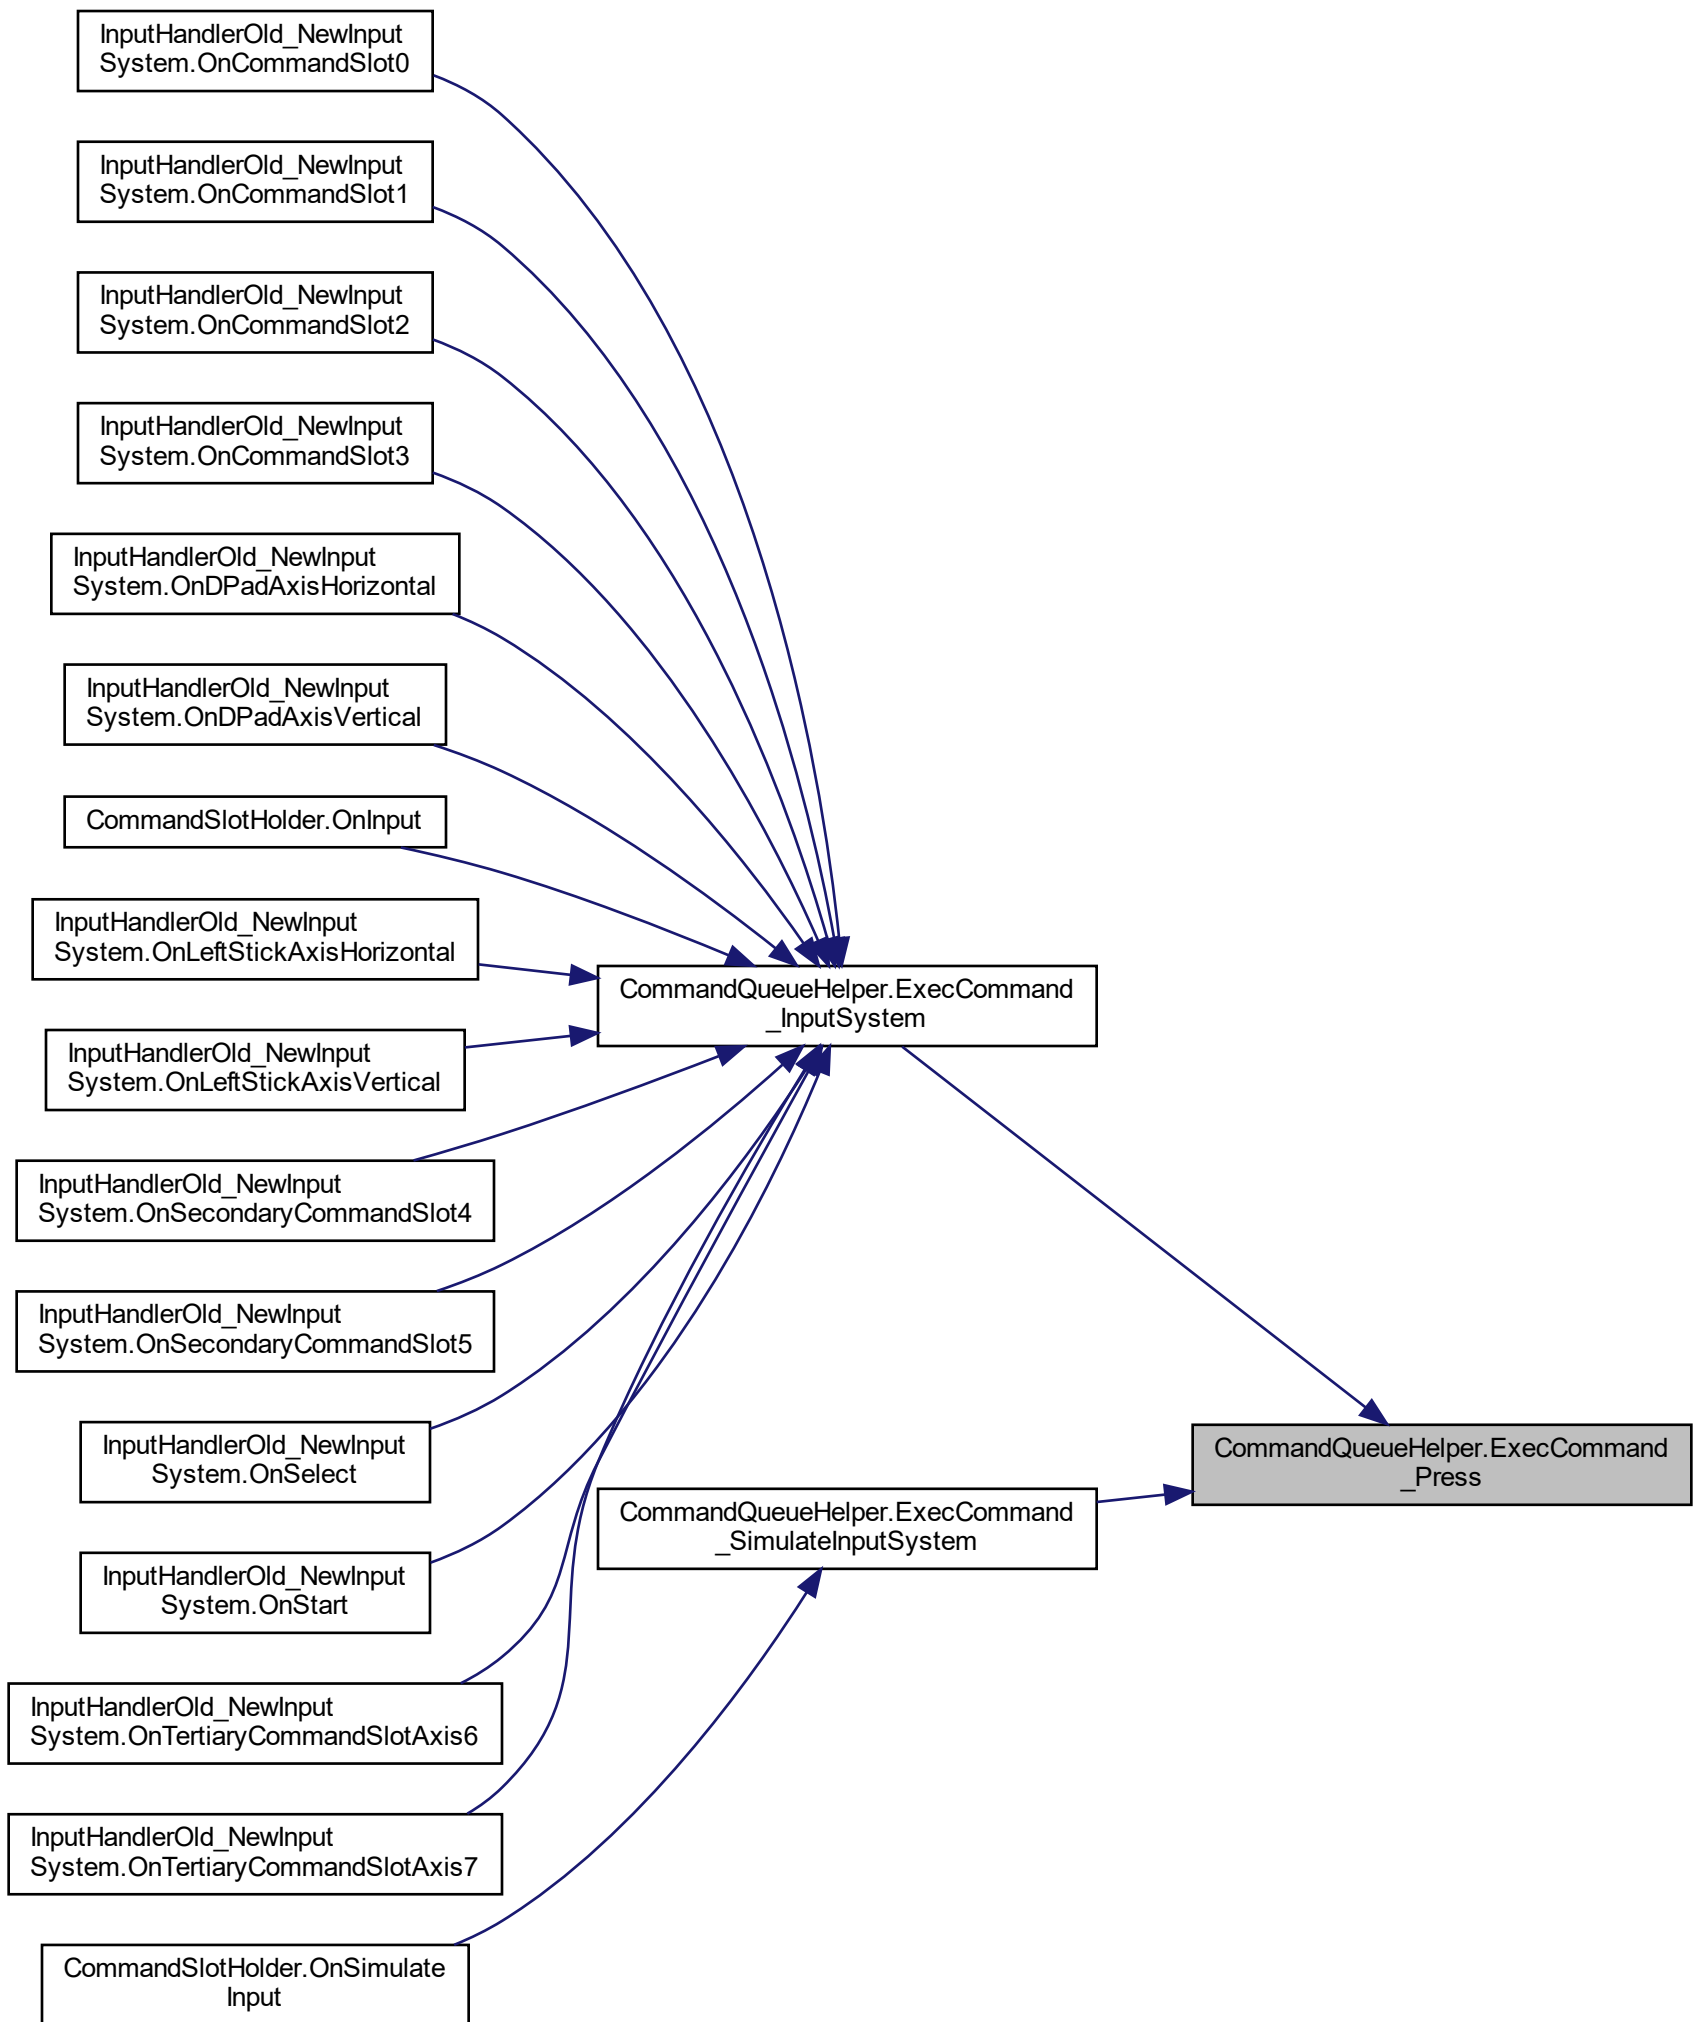 InputHandlerOld_NewInput
System.OnCommandSlot0
InputHandlerOld_NewInput
System.OnCommandSlot1
InputHandlerOld_NewInput
System.OnCommandSlot2
InputHandlerOld_NewInput
System.OnCommandSlot3
InputHandlerOld_NewInput
System.OnDPadAxisHorizontal
InputHandlerOld_NewInput
System.OnDPadAxisVertical
CommandSlotHolder.OnInput
InputHandlerOld_NewInput
System.OnLeftStickAxisHorizontal
InputHandlerOld_NewInput
System.OnLeftStickAxisVertical
InputHandlerOld_NewInput
System.OnSecondaryCommandSlot4
InputHandlerOld_NewInput
System.OnSecondaryCommandSlot5
InputHandlerOld_NewInput
System.OnSelect
InputHandlerOld_NewInput
System.OnStart
InputHandlerOld_NewInput
System.OnTertiaryCommandSlotAxis6
InputHandlerOld_NewInput
System.OnTertiaryCommandSlotAxis7
CommandSlotHolder.OnSimulate
Input
CommandQueueHelper.ExecCommand
_InputSystem
CommandQueueHelper.ExecCommand
_SimulateInputSystem
CommandQueueHelper.ExecCommand
_Press